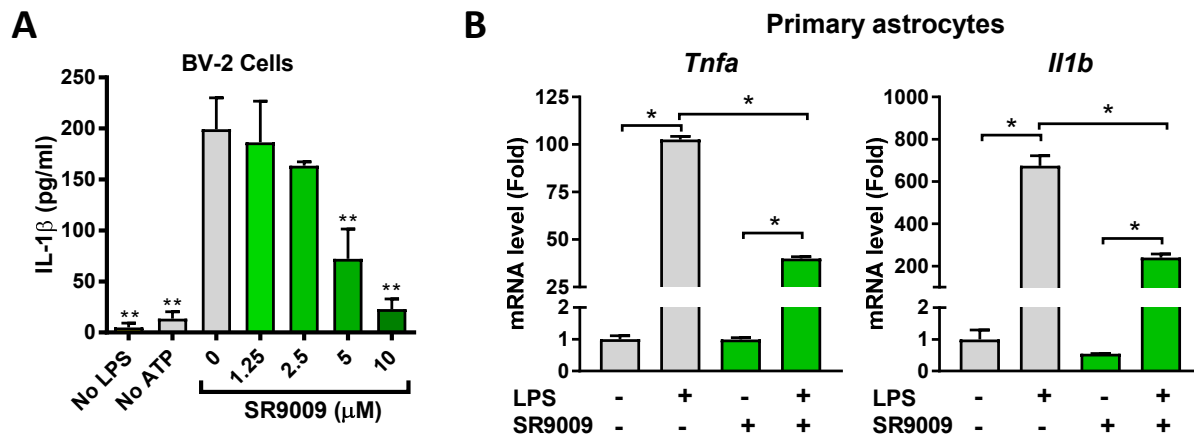 A
BV-2 Cells
IL-1β (pg/ml)
250
200
150
100
50
0
** ** ** **
No LPS No ATP 0 1.25 2.5 5 10
SR9009 (μM)
B
Primary astrocytes
Tnfa
mRNA level (Fold)
125
100
75
50
25
2
1
0
* * *
LPS - + - +
SR9009 - - + +
Il1b
mRNA level (Fold)
1000
800
600
400
200
2
1
0
* * *
- + - +
- - + +